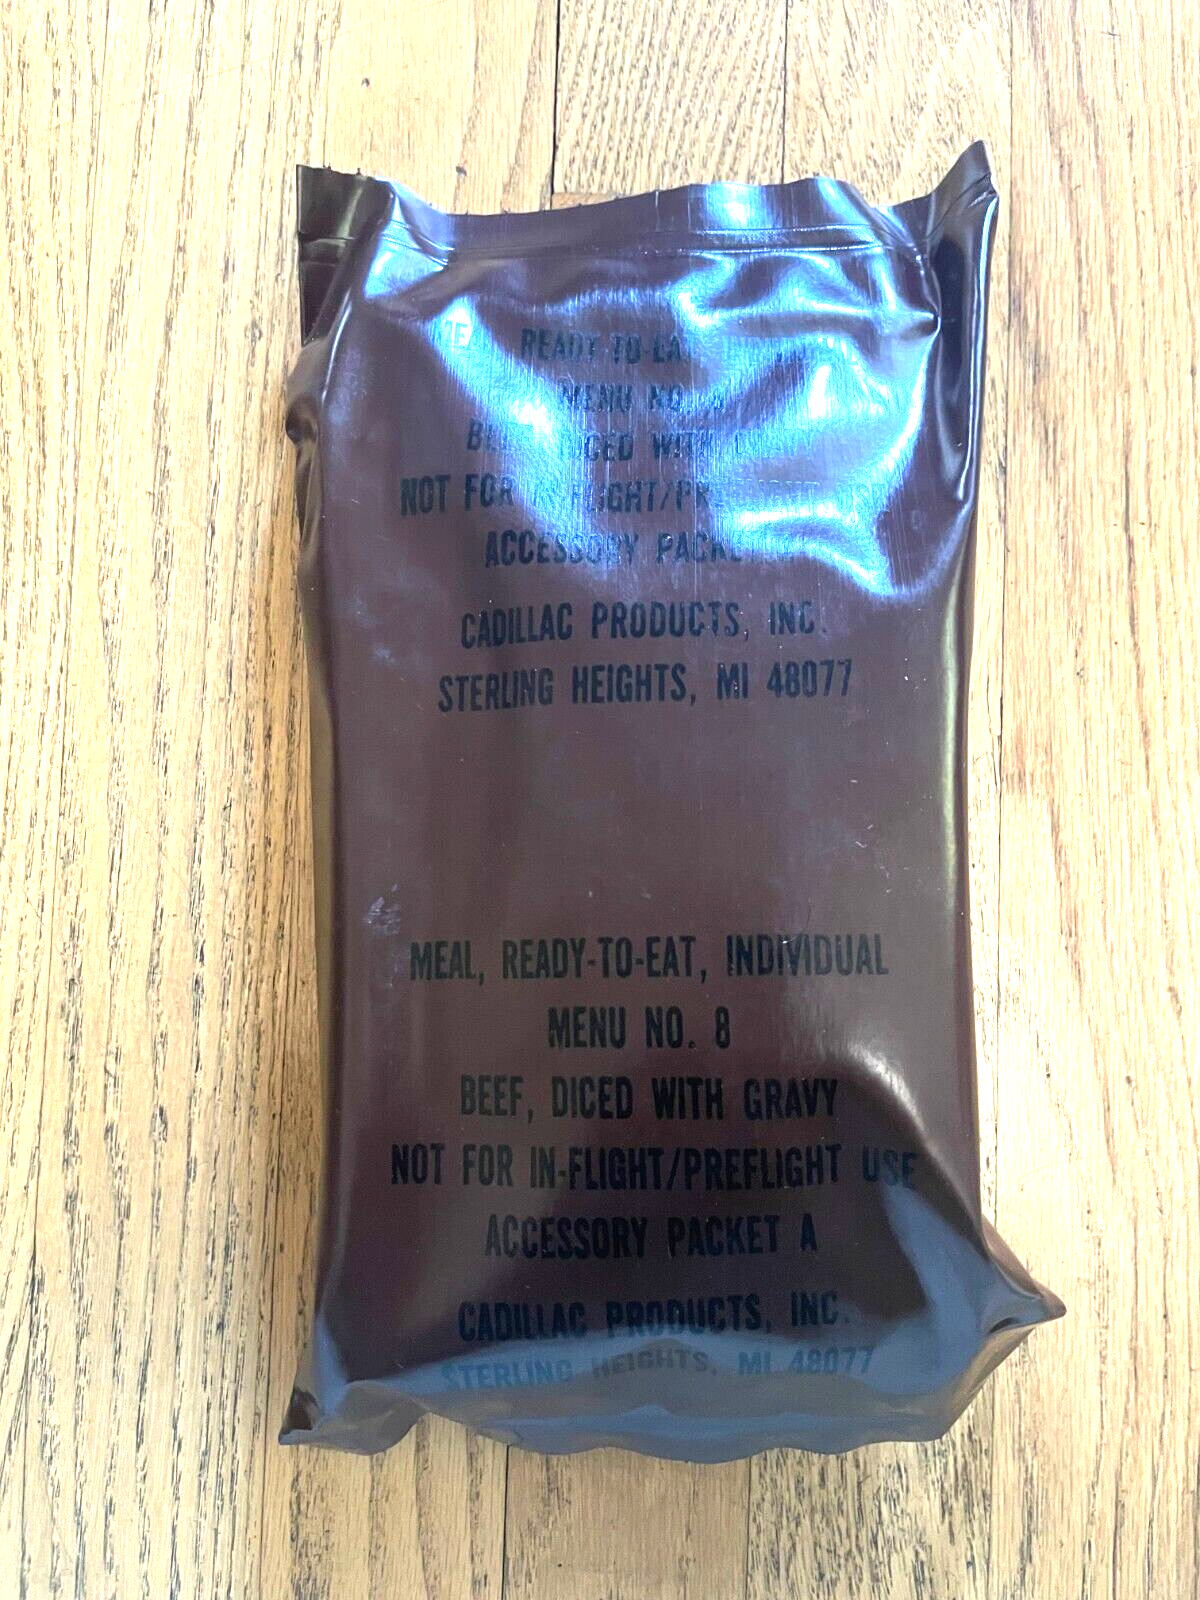 READY-TO-EAT
MENU NO.
DICED WITH
NOT FOR IN-FLIGHT/PREFLIGHT USE
ACCESSORY PACKET
CADILLAC PRODUCTS, INC.
STERLING HEIGHTS, MI 48077
MEAL, READY-TO-EAT, INDIVIDUAL
MENU NO. 8
BEEF, DICED WITH GRAVY
NOT FOR IN-FLIGHT/PREFLIGHT USE
ACCESSORY PACKET A
CADILLAC PRODUCTS, INC.
STERLING HEIGHTS, MI 48077